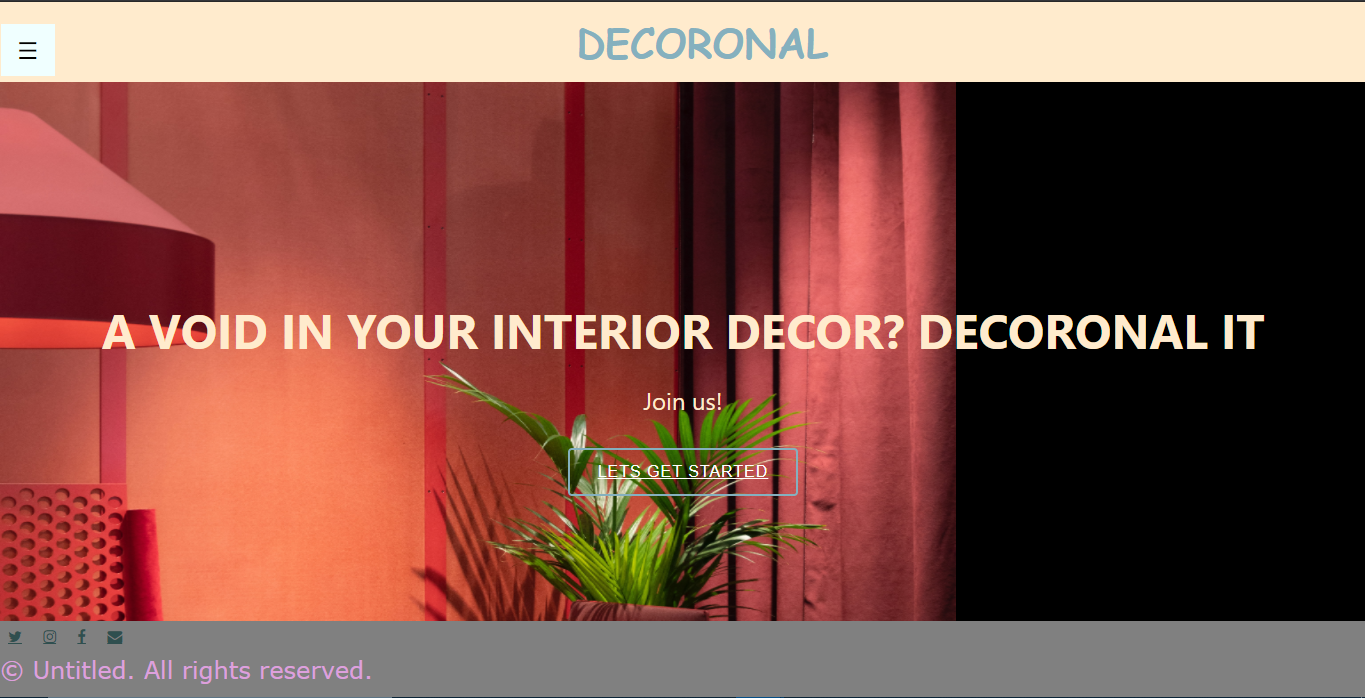 DECORONAL
A VOID IN YOUR INTERIOR DECOR? DECORONAL IT
Join us!
LETS GET STARTED
© Untitled. All rights reserved.